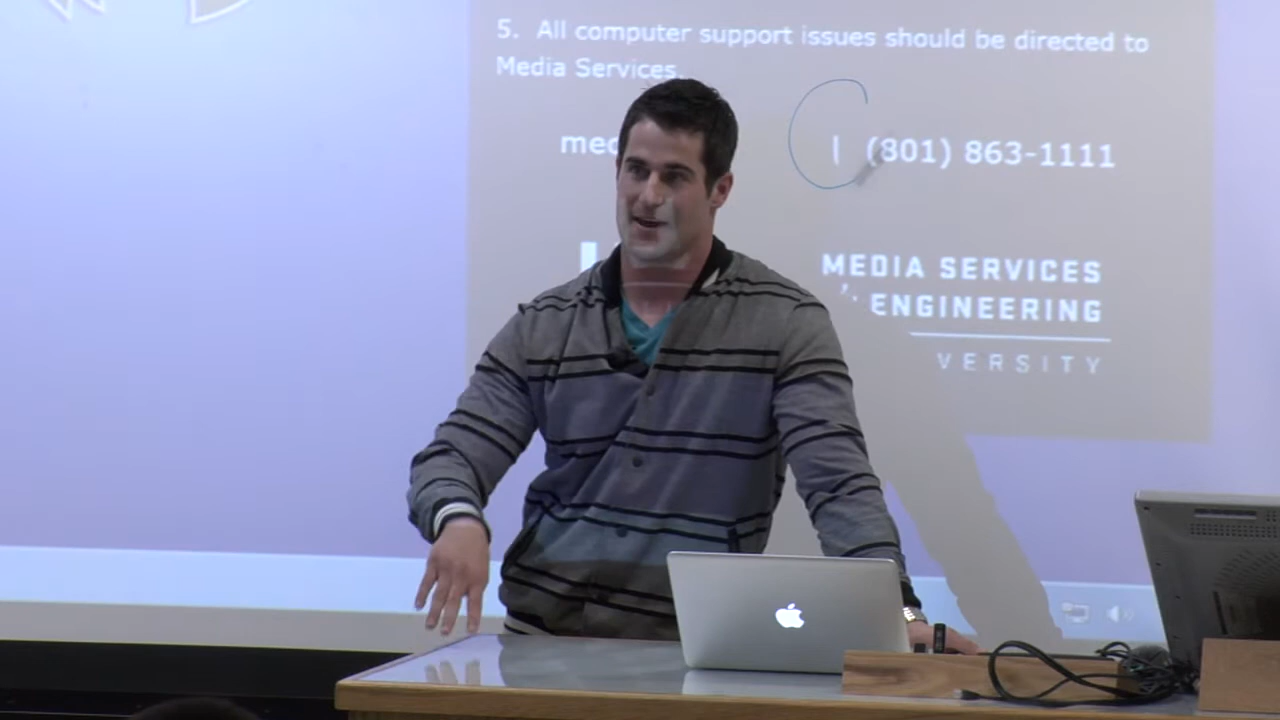 5. All computer support issues should be directed to
Media Services.
| (801) 863-1111
MEDIA SERVICES
ENGINEERING
VERSITY